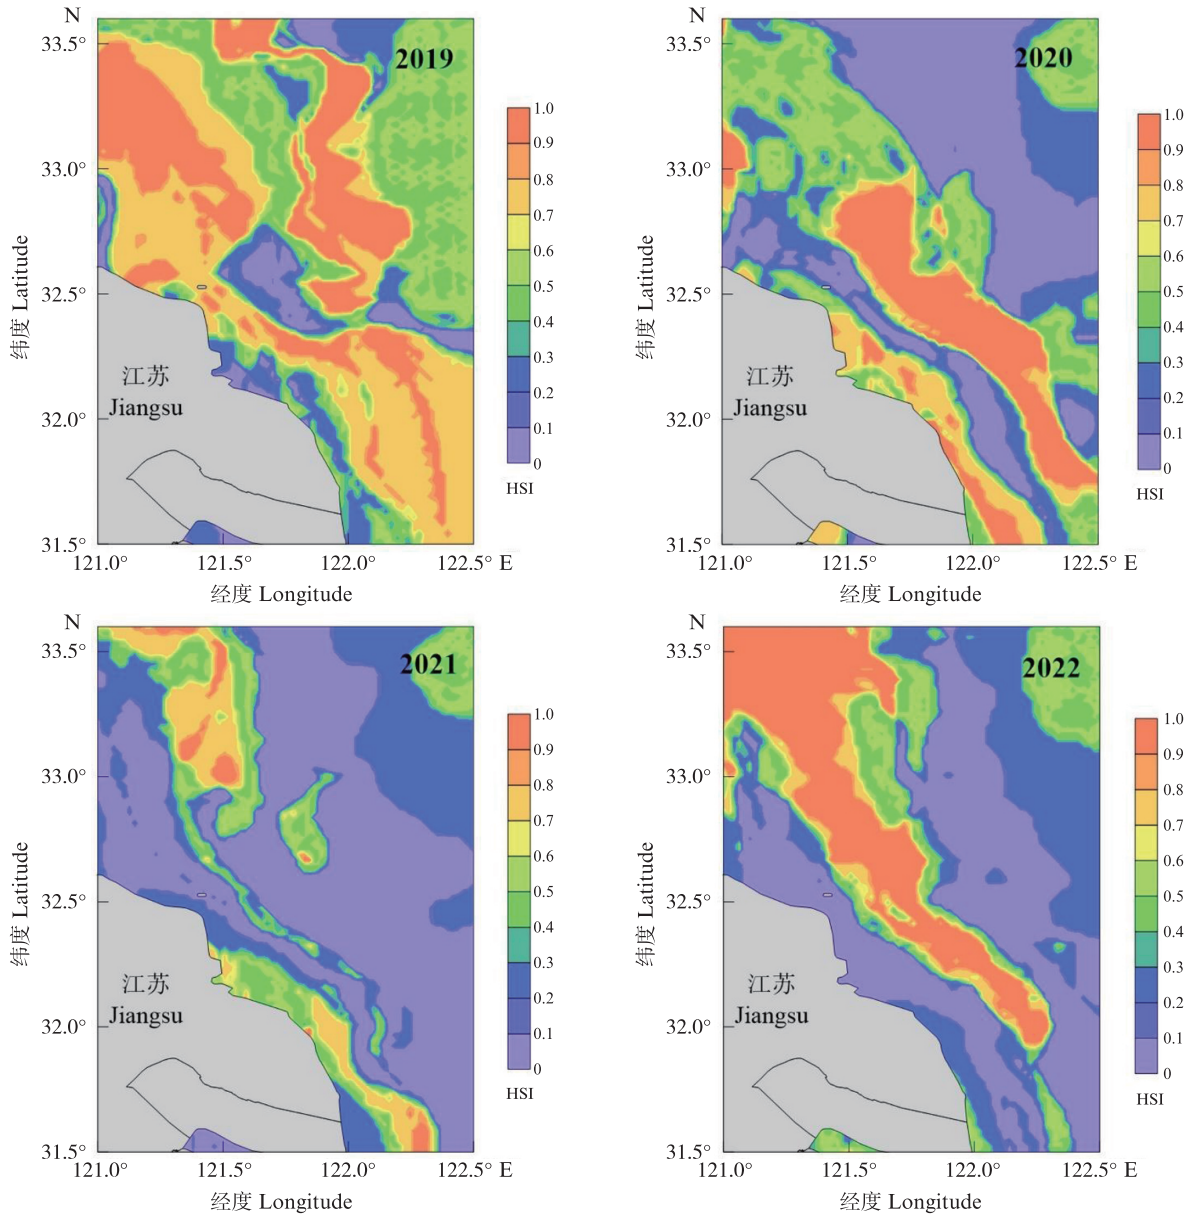 N
33.5°
33.0°
32.5°
32.0°
31.5°
纬度 Latitude
2019
江苏
Jiangsu
121.0°
121.5°
122.0°
122.5° E
经度 Longitude
1.0
0.9
0.8
0.7
0.6
0.5
0.4
0.3
0.2
0.1
0
HSI
N
33.5°
33.0°
32.5°
32.0°
31.5°
纬度 Latitude
2020
江苏
Jiangsu
121.0°
121.5°
122.0°
122.5° E
经度 Longitude
1.0
0.9
0.8
0.7
0.6
0.5
0.4
0.3
0.2
0.1
0
HSI
N
33.5°
33.0°
32.5°
32.0°
31.5°
纬度 Latitude
2021
江苏
Jiangsu
121.0°
121.5°
122.0°
122.5° E
经度 Longitude
1.0
0.9
0.8
0.7
0.6
0.5
0.4
0.3
0.2
0.1
0
HSI
N
33.5°
33.0°
32.5°
32.0°
31.5°
纬度 Latitude
2022
江苏
Jiangsu
121.0°
121.5°
122.0°
122.5° E
经度 Longitude
1.0
0.9
0.8
0.7
0.6
0.5
0.4
0.3
0.2
0.1
0
HSI